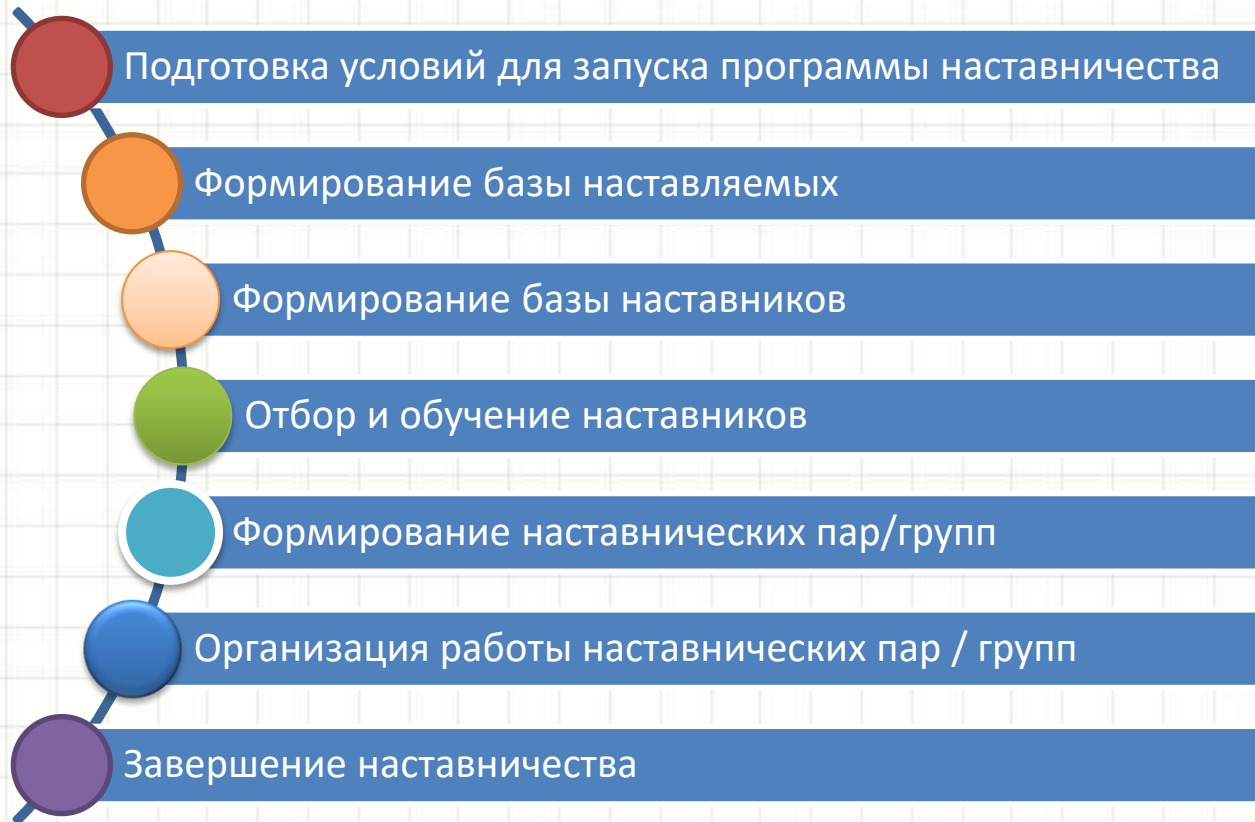 Подготовка условий для запуска программы наставничества
Формирование базы наставляемых
Формирование базы наставников
Отбор и обучение наставников
Формирование наставнических пар/групп
Организация работы наставнических пар / групп
Завершение наставничества